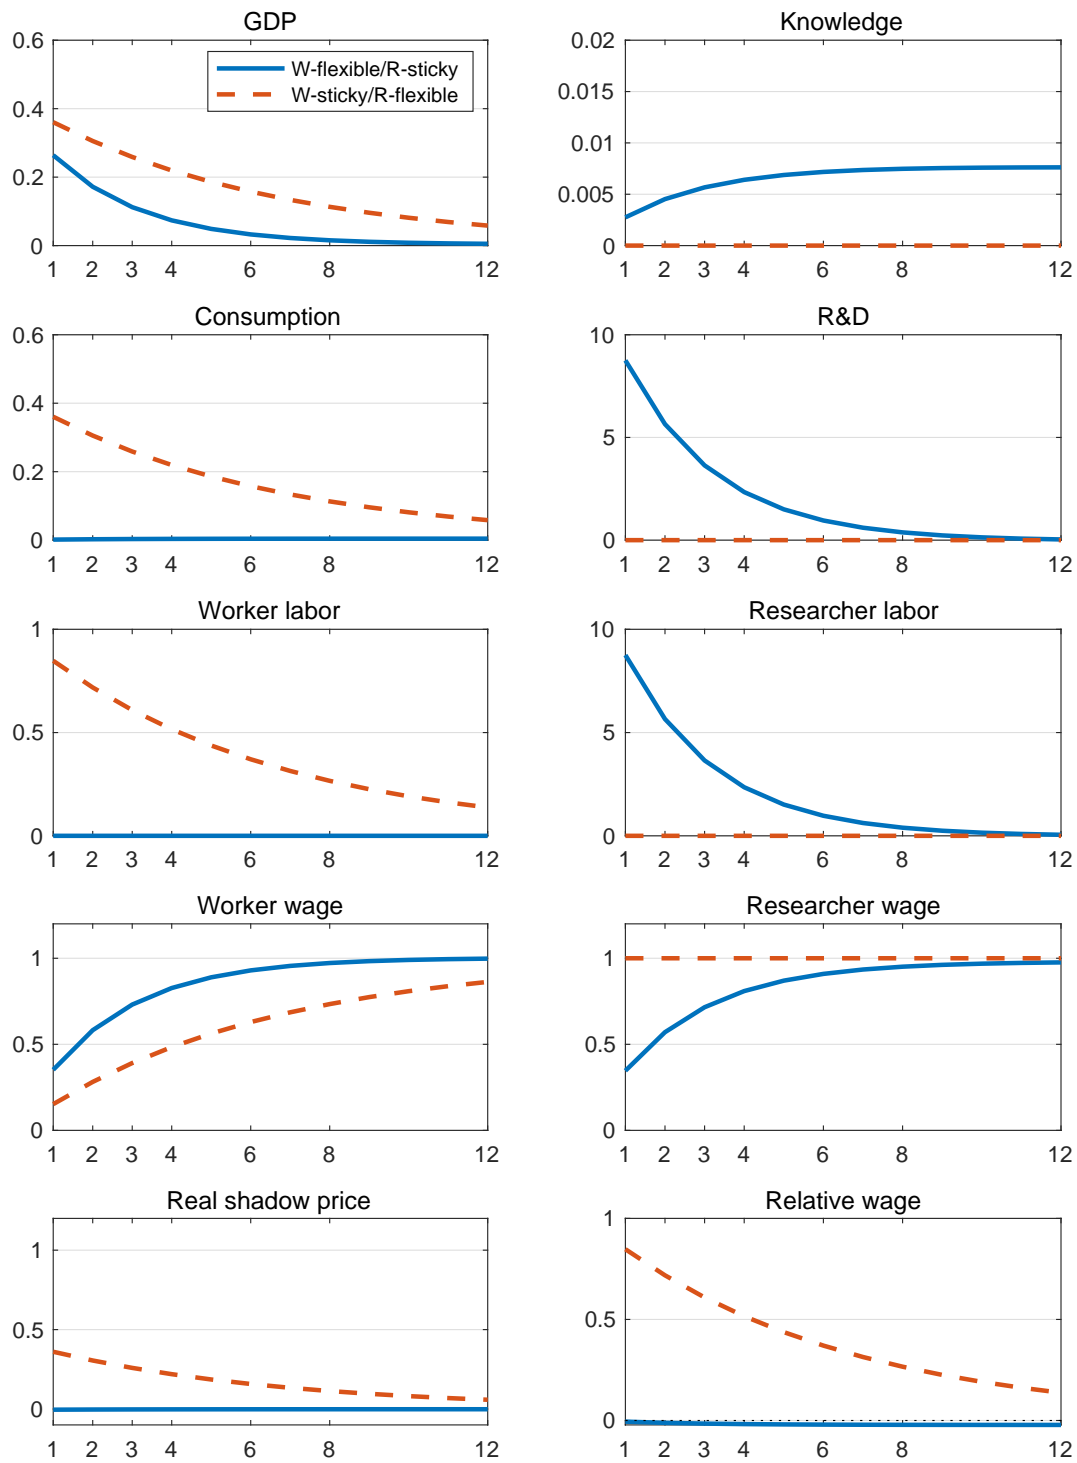 GDP
0.6
0.4
0.2
0
W-flexible/R-sticky
W-sticky/R-flexible
1 2 3 4 6 8 12
Knowledge
0.02
0.015
0.01
0.005
0
1 2 3 4 6 8 12
Consumption
0.6
0.4
0.2
0
1 2 3 4 6 8 12
R&D
10
5
0
1 2 3 4 6 8 12
Worker labor
1
0.5
0
1 2 3 4 6 8 12
Researcher labor
10
5
0
1 2 3 4 6 8 12
Worker wage
1
0.5
0
1 2 3 4 6 8 12
Researcher wage
1
0.5
0
1 2 3 4 6 8 12
Real shadow price
1
0.5
0
1 2 3 4 6 8 12
Relative wage
1
0.5
0
1 2 3 4 6 8 12